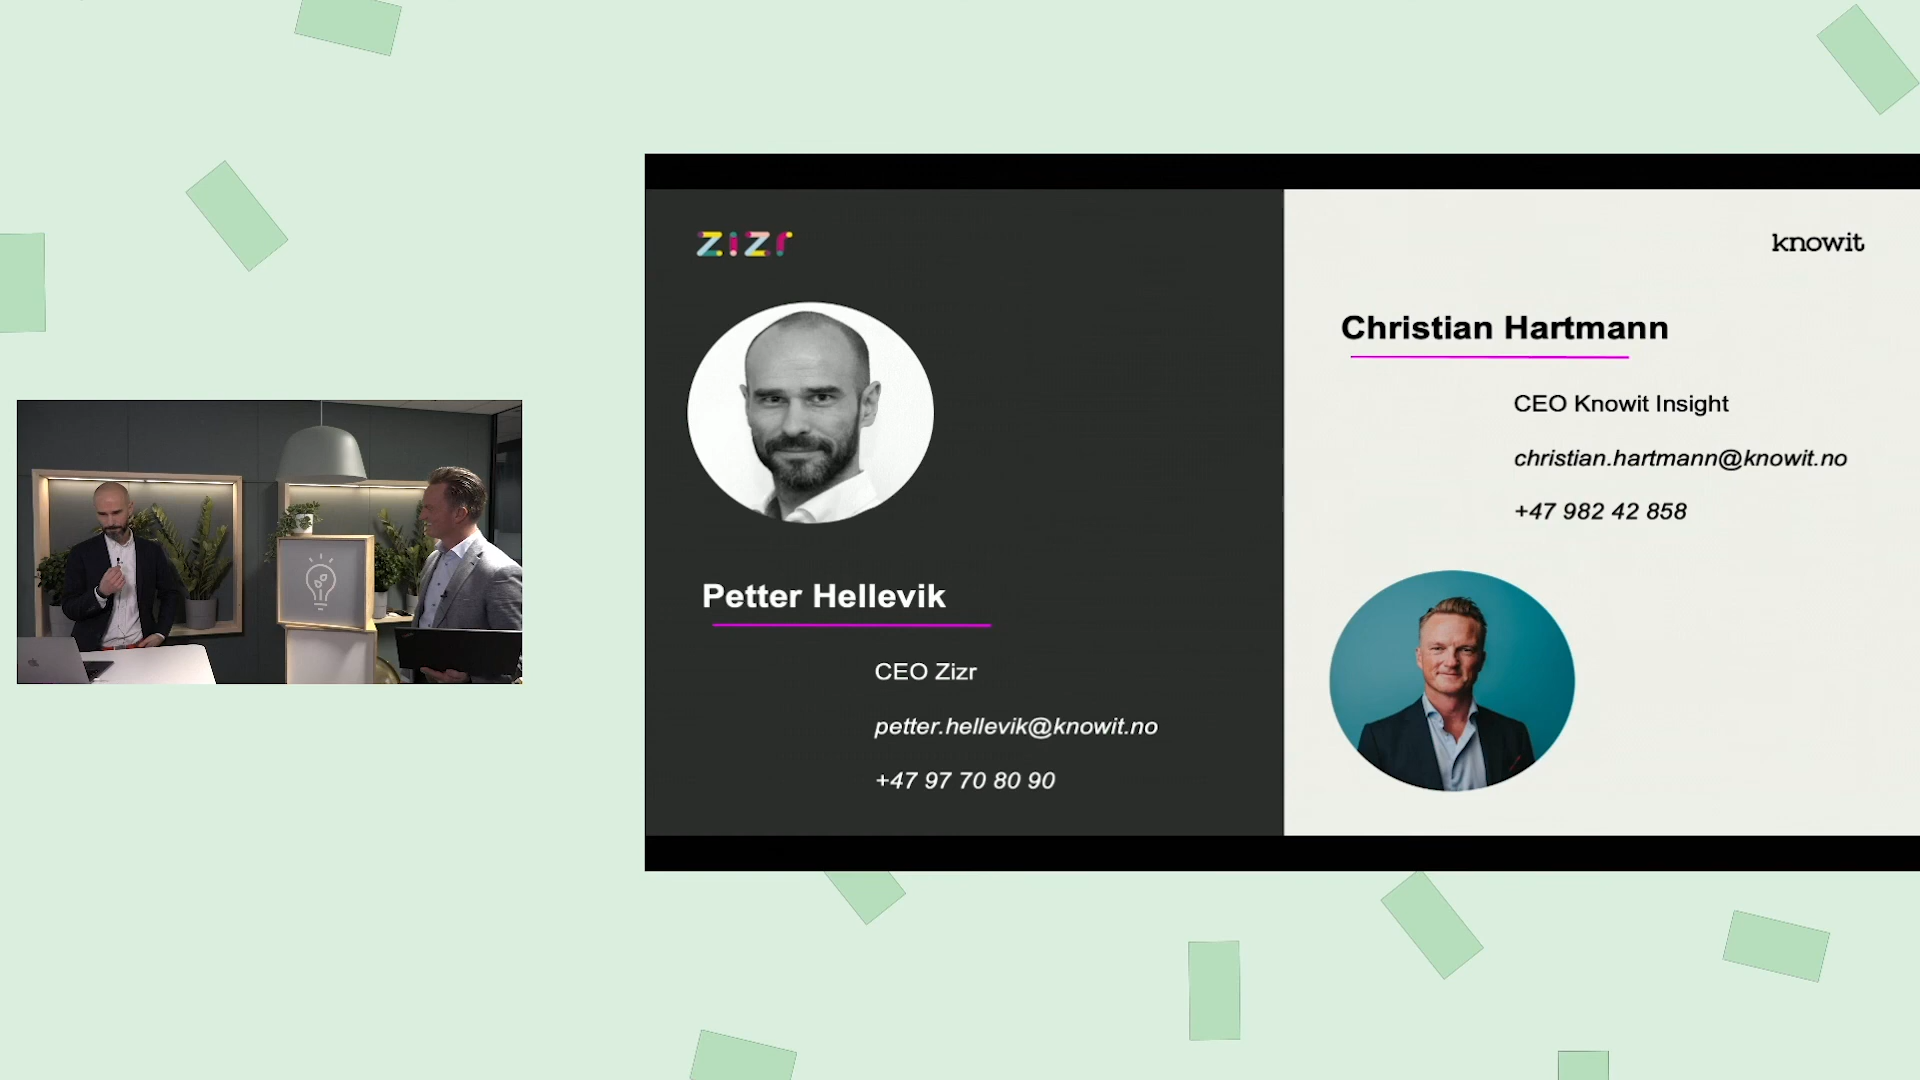 zizr
Petter Hellevik
CEO Zizr
petter.hellevik@knowit.no
+47 97 70 80 90
knowit
Christian Hartmann
CEO Knowit Insight
christian.hartmann@knowit.no
+47 982 42 858